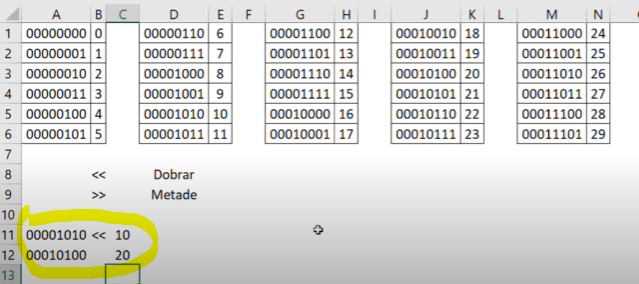 A B C D E F G H I J K L M N
1 00000000 0 00000110 6 00001100 12 00010010 18 00011000 24
2 00000001 1 00000111 7 00001101 13 00010011 19 00011001 25
3 00000010 2 00001000 8 00001110 14 00010100 20 00011010 26
4 00000011 3 00001001 9 00001111 15 00010101 21 00011011 27
5 00000100 4 00001010 10 00010000 16 00010110 22 00011100 28
6 00000101 5 00001011 11 00010001 17 00010111 23 00011101 29
7
8 << Dobrar
9 >> Metade
10
11 00001010 << 10
12 00010100 20
13